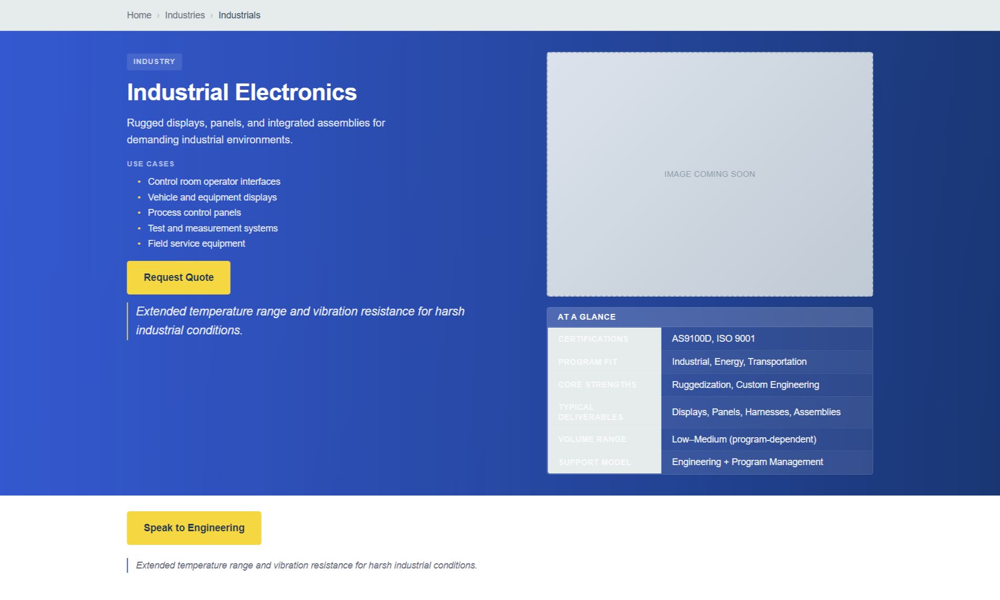 Home › Industries › Industrials
INDUSTRY
Industrial Electronics
Rugged displays, panels, and integrated assemblies for
demanding industrial environments.
USE CASES
• Control room operator interfaces
• Vehicle and equipment displays
• Process control panels
• Test and measurement systems
• Field service equipment
Request Quote
Extended temperature range and vibration resistance for harsh
industrial conditions.
IMAGE COMING SOON
AT A GLANCE
CERTIFICATIONS AS9100D, ISO 9001
PROGRAM FIT Industrial, Energy, Transportation
CORE STRENGTHS Ruggedization, Custom Engineering
TYPICAL
DELIVERABLES Displays, Panels, Harnesses, Assemblies
VOLUME RANGE Low–Medium (program-dependent)
SUPPORT MODEL Engineering + Program Management
Speak to Engineering
Extended temperature range and vibration resistance for harsh industrial conditions.